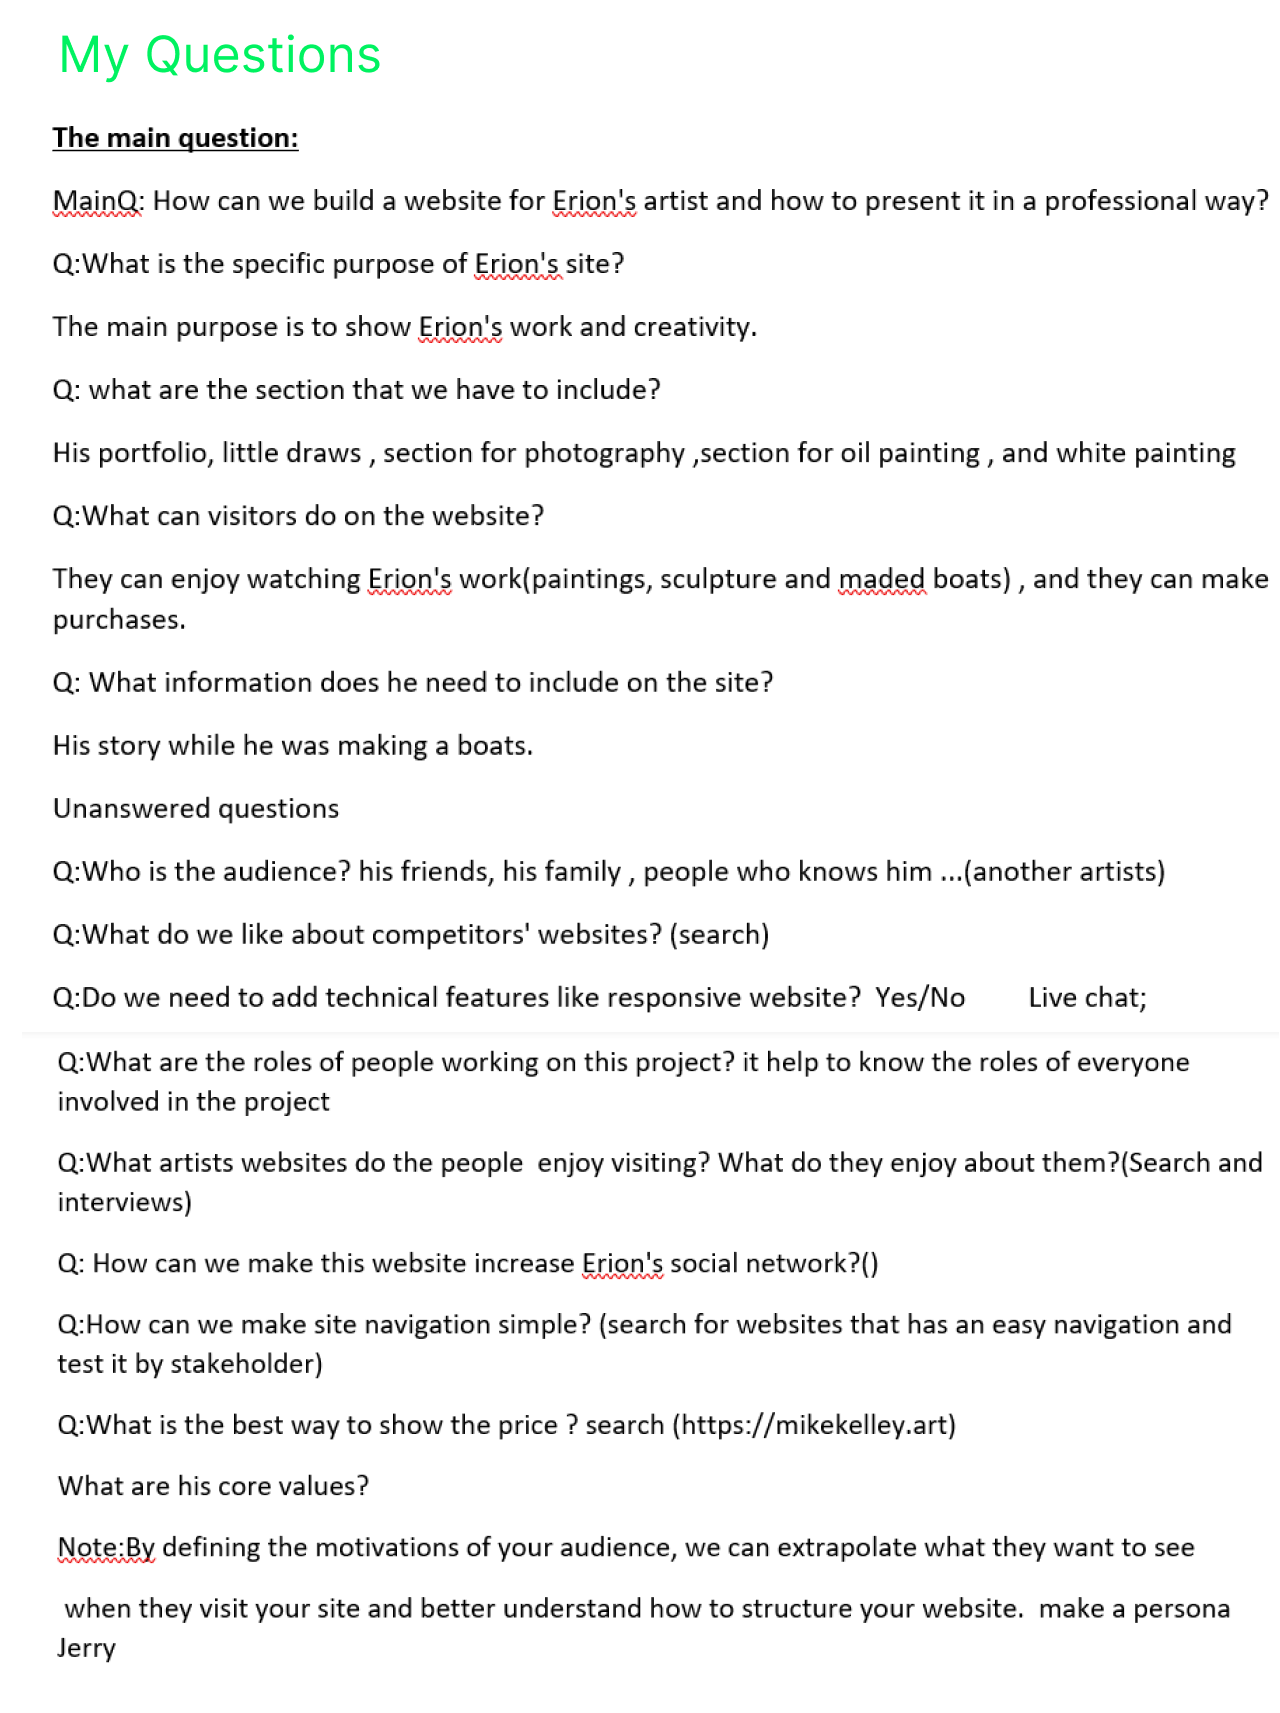 My Questions
The main question:
MainQ: How can we build a website for Erion's artist and how to present it in a professional way?
Q:What is the specific purpose of Erion's site?
The main purpose is to show Erion's work and creativity.
Q: what are the section that we have to include?
His portfolio, little draws , section for photography ,section for oil painting , and white painting
Q:What can visitors do on the website?
They can enjoy watching Erion's work(paintings, sculpture and maded boats) , and they can make
purchases.
Q: What information does he need to include on the site?
His story while he was making a boats.
Unanswered questions
Q:Who is the audience? his friends, his family , people who knows him ...(another artists)
Q:What do we like about competitors' websites? (search)
Q:Do we need to add technical features like responsive website?  Yes/No        Live chat;
Q:What are the roles of people working on this project? it help to know the roles of everyone
involved in the project
Q:What artists websites do the people  enjoy visiting? What do they enjoy about them?(Search and
interviews)
Q: How can we make this website increase Erion's social network?()
Q:How can we make site navigation simple? (search for websites that has an easy navigation and
test it by stakeholder)
Q:What is the best way to show the price ? search (https://mikekelley.art)
What are his core values?
Note:By defining the motivations of your audience, we can extrapolate what they want to see
when they visit your site and better understand how to structure your website.  make a persona
Jerry